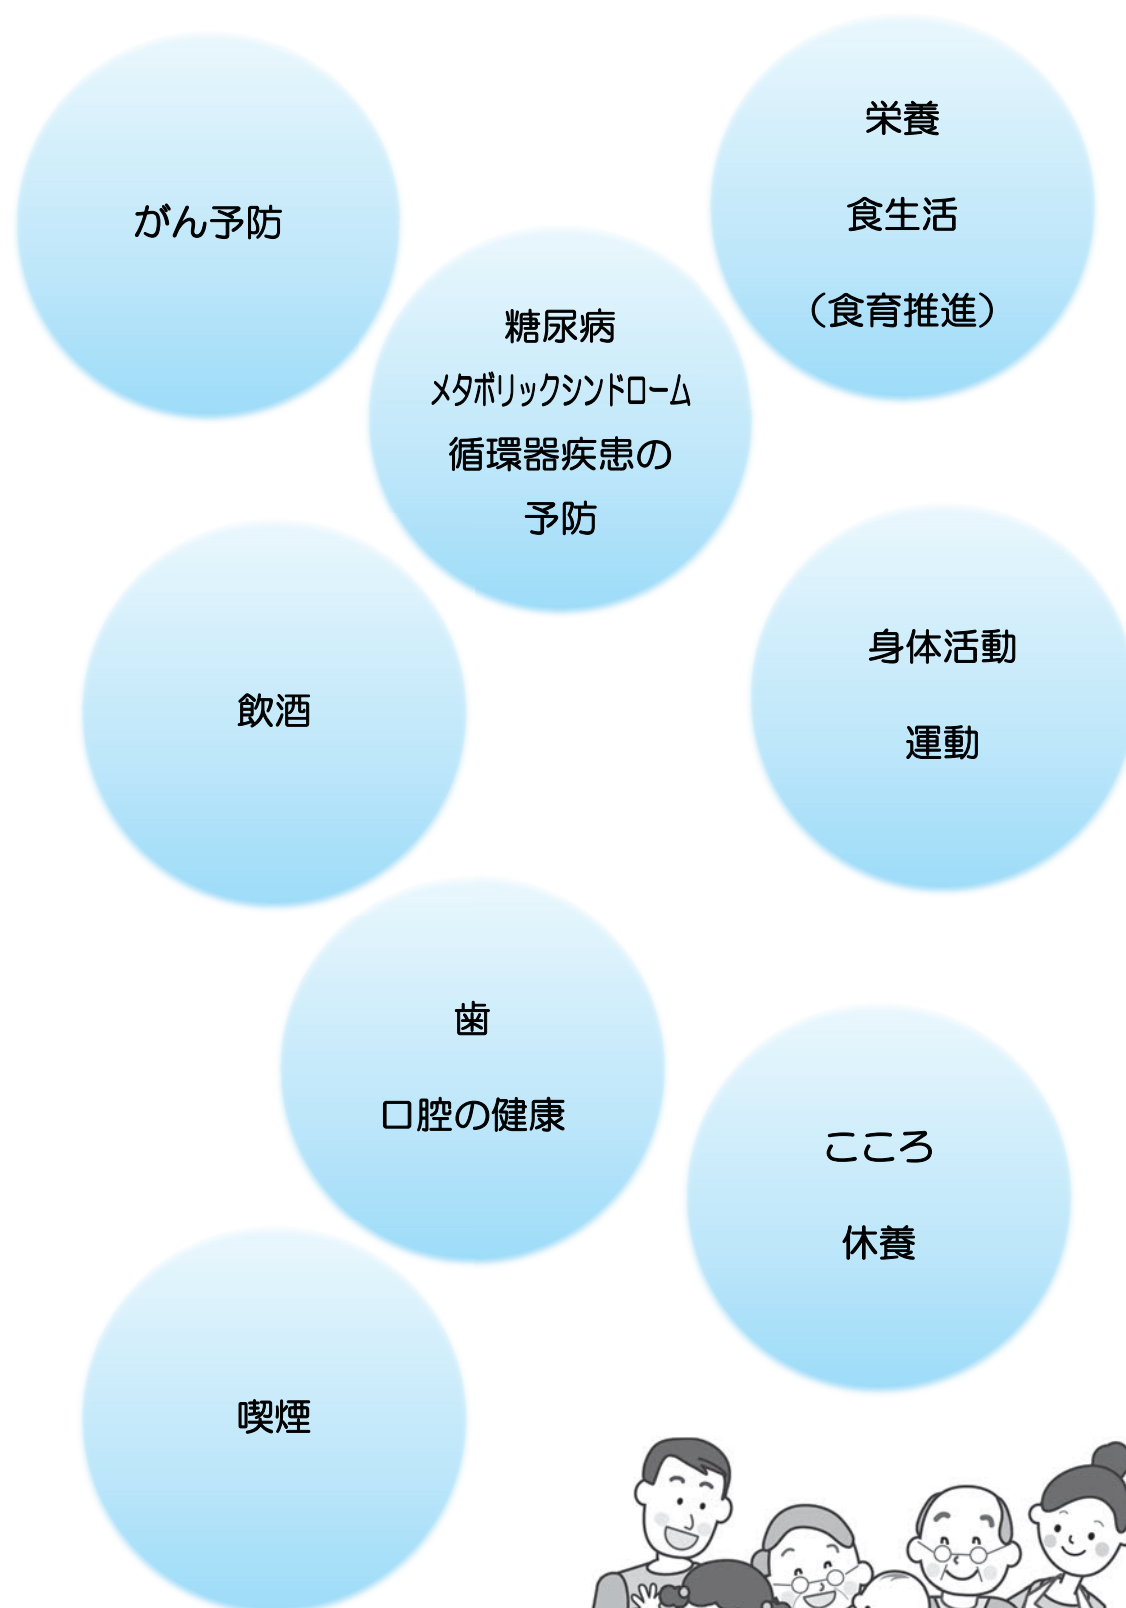 がん予防
栄養
食生活
（食育推進）
糖尿病
メタボリックシンドローム
循環器疾患の
予防
飲酒
身体活動
運動
歯
口腔の健康
こころ
休養
喫煙